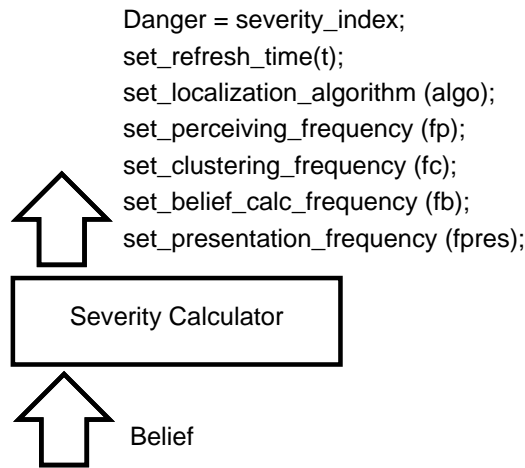 Danger = severity_index;
set_refresh_time(t);
set_localization_algorithm (algo);
set_perceiving_frequency (fp);
set_clustering_frequency (fc);
set_belief_calc_frequency (fb);
set_presentation_frequency (fpres);
Severity Calculator
Belief